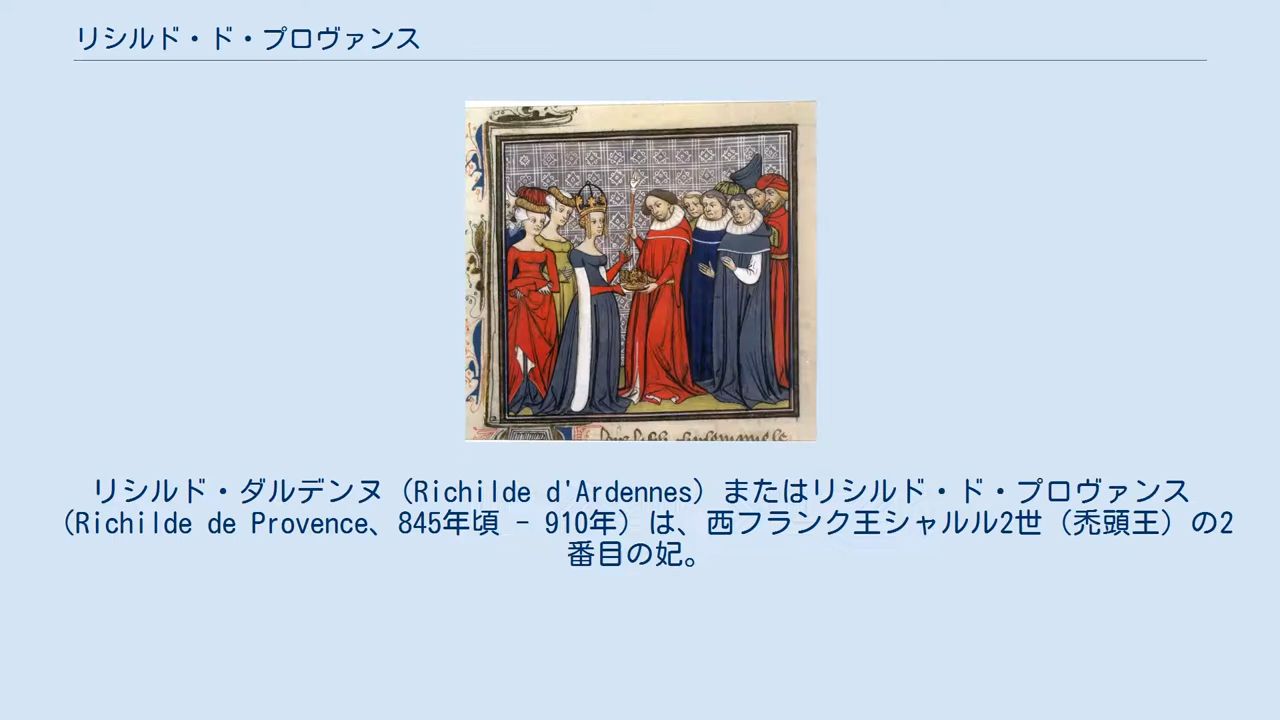 リシルド・ド・プロヴァンス
リシルド・ダルデンヌ（Richilde d'Ardennes）またはリシルド・ド・プロヴァンス
（Richilde de Provence、845年頃 - 910年）は、西フランク王シャルル2世（禿頭王）の2
番目の妃。